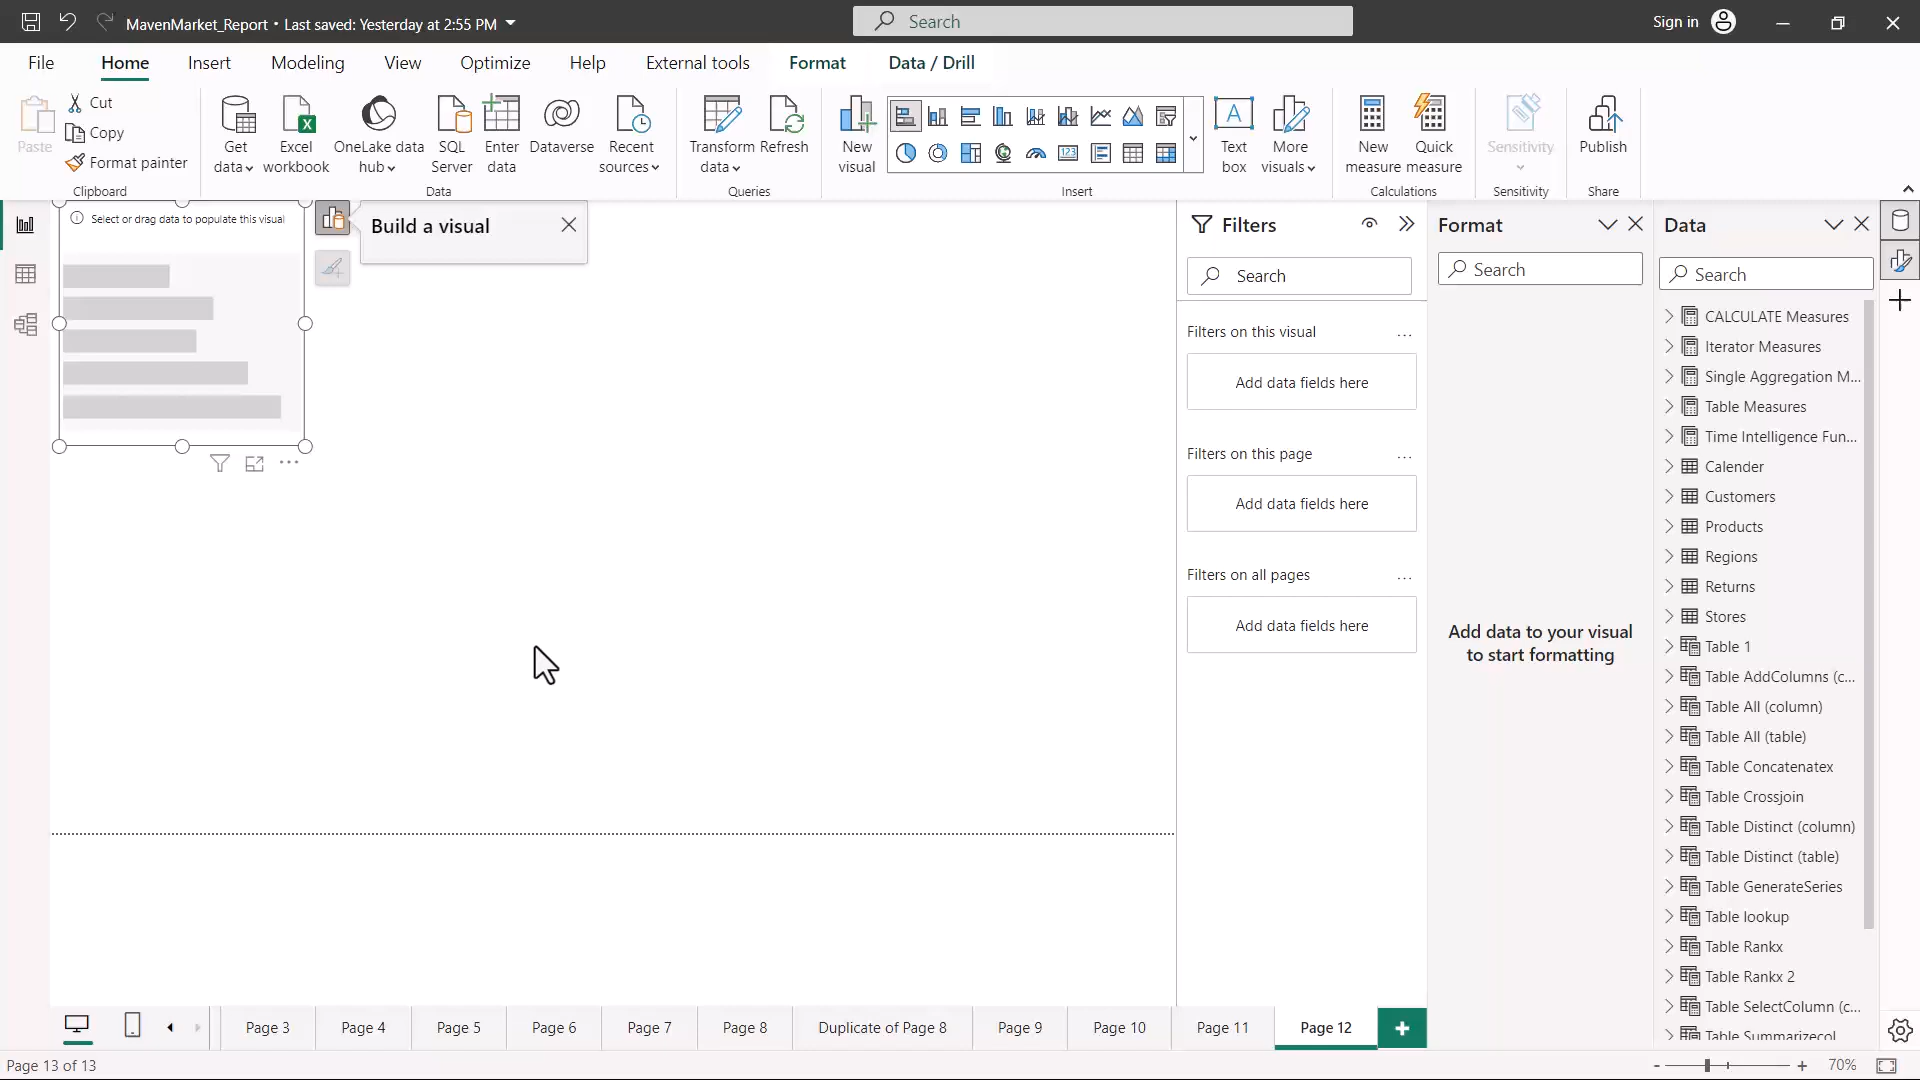 MavenMarket_Report • Last saved: Yesterday at 2:55 PM
Search
Sign in
File
Home
Insert
Modeling
View
Optimize
Help
External tools
Format
Data / Drill
Paste
Cut
Copy
Format painter
Clipboard
Get data
Excel workbook
OneLake data hub
SQL Server
Enter data
Dataverse
Recent sources
Data
Transform data
Refresh
Queries
New visual
Text box
More visuals
Insert
New measure
Quick measure
Calculations
Sensitivity
Sensitivity
Publish
Share
Select or drag data to populate this visual
Build a visual
Filters
Search
Filters on this visual
...
Add data fields here
Filters on this page
...
Add data fields here
Filters on all pages
...
Add data fields here
Format
Search
Add data to your visual
to start formatting
Data
Search
CALCULATE Measures
Iterator Measures
Single Aggregation M...
Table Measures
Time Intelligence Fun...
Calender
Customers
Products
Regions
Returns
Stores
Table 1
Table AddColumns (c...
Table All (column)
Table All (table)
Table Concatenatex
Table Crossjoin
Table Distinct (column)
Table Distinct (table)
Table GenerateSeries
Table lookup
Table Rankx
Table Rankx 2
Table SelectColumn (c...
Table Summarizecol
Page 3
Page 4
Page 5
Page 6
Page 7
Page 8
Duplicate of Page 8
Page 9
Page 10
Page 11
Page 12
Page 13 of 13
70%